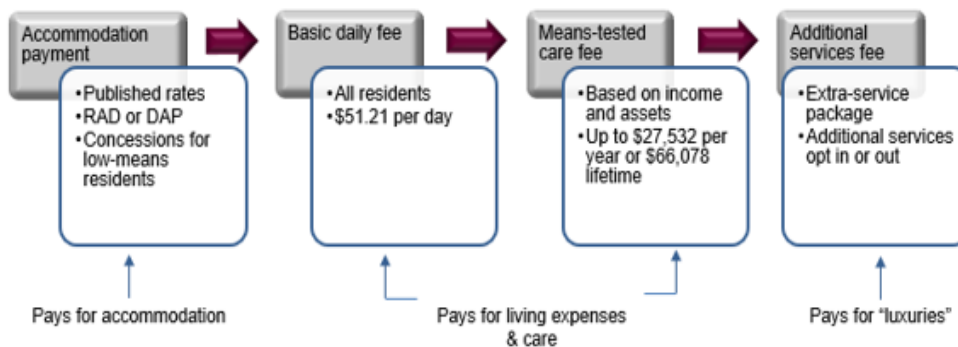 Accommodation
payment
•Published rates
•RAD or DAP
•Concessions for
low-means
residents
Pays for accommodation
Basic daily fee
•All residents
•$51.21 per day
Means-tested
care fee
•Based on income
and assets
•Up to $27,532 per
year or $66,078
lifetime
Pays for living expenses
& care
Additional
services fee
•Extra-service
package
•Additional services
opt in or out
Pays for “luxuries”